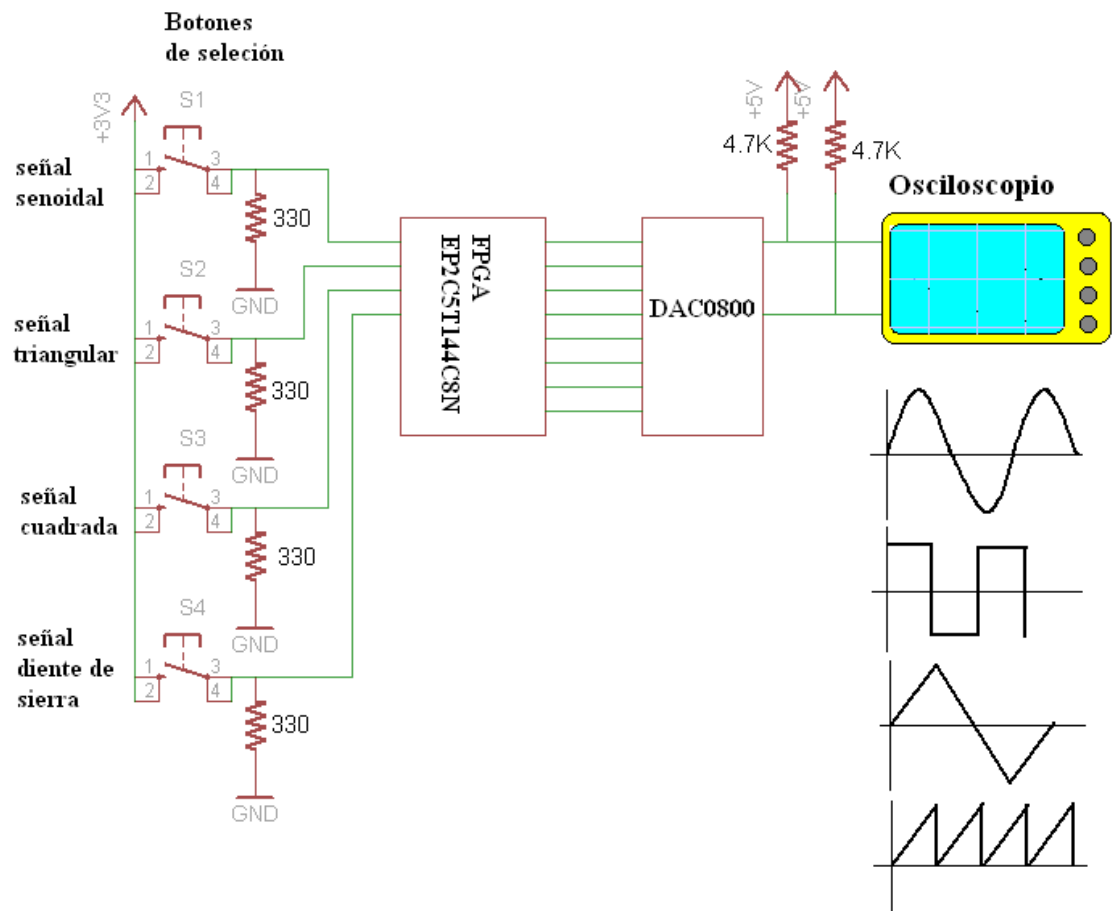 Botones
de seleción
+3V3
S1
1
2
3
4
señal
senoidal
330
GND
S2
1
2
3
4
señal
triangular
330
GND
S3
1
2
3
4
señal
cuadrada
330
GND
S4
1
2
3
4
señal
diente de
sierra
330
GND
FPGA
EP2C5T144C8N
DAC0800
+5V
+5V
4.7K
4.7K
Osciloscopio